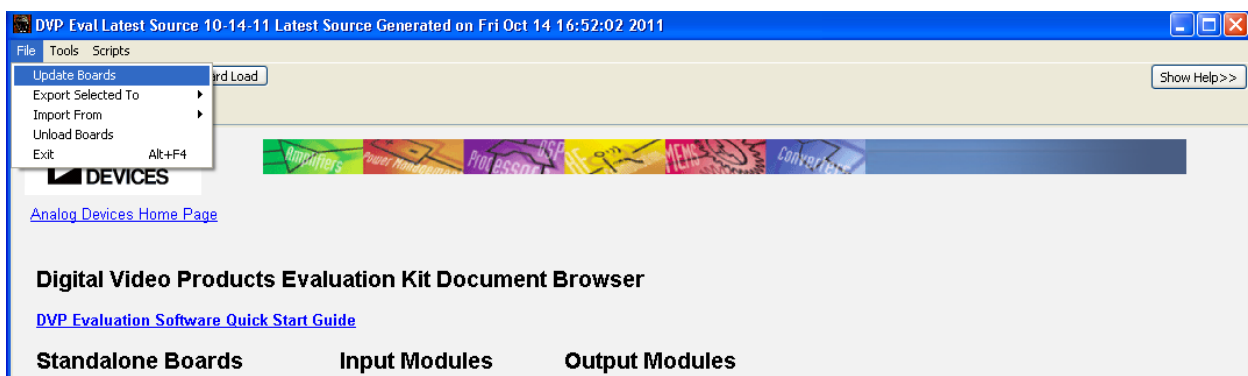 DVP Eval Latest Source 10-14-11 Latest Source Generated on Fri Oct 14 16:52:02 2011
File Tools Scripts
Update Boards
Load
Show Help>>
Export Selected To
Import From
Unload Boards
Exit Alt+F4
Amplifiers Power Management Processors DSP MEMS Converters
DEVICES
Analog Devices Home Page
Digital Video Products Evaluation Kit Document Browser
DVP Evaluation Software Quick Start Guide
Standalone Boards Input Modules Output Modules